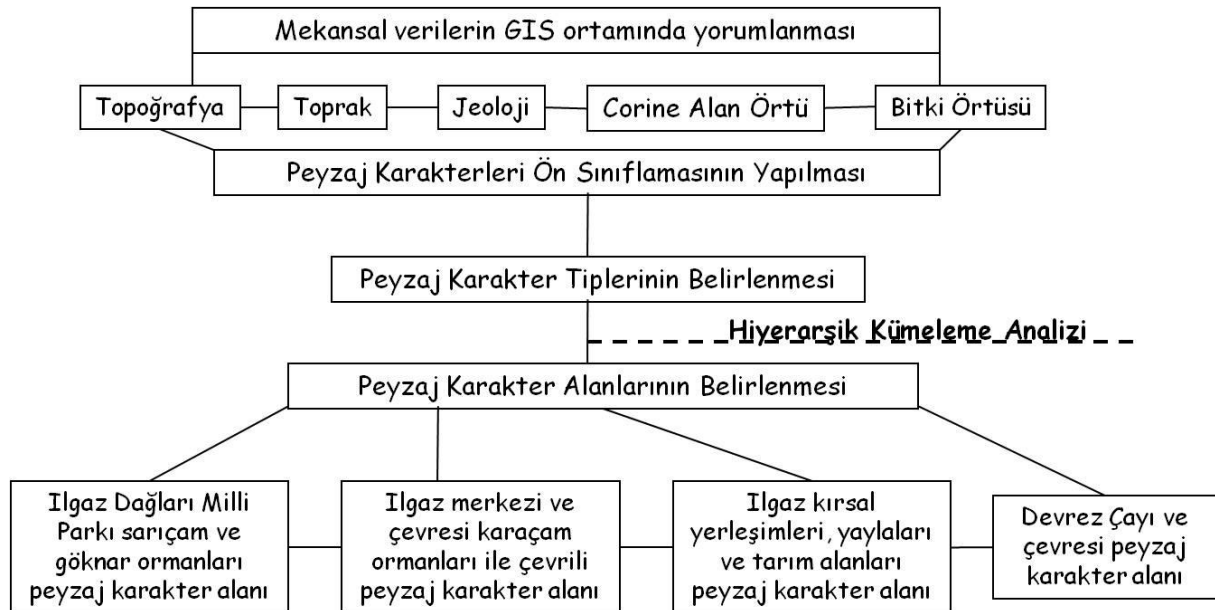 Mekansal verilerin GIS ortamında yorumlanması
Topoğrafya
Toprak
Jeoloji
Corine Alan Örtü
Bitki Örtüsü
Peyzaj Karakterleri Ön Sınıflamasının Yapılması
Peyzaj Karakter Tiplerinin Belirlenmesi
Hiyerarşik Kümeleme Analizi
Peyzaj Karakter Alanlarının Belirlenmesi
Ilgaz Dağları Milli
Parkı sarıçam ve
göknar ormanları
peyzaj karakter alanı
Ilgaz merkezi ve
çevresi karaçam
ormanları ile çevrili
peyzaj karakter alanı
Ilgaz kırsal
yerleşimleri, yaylaları
ve tarım alanları
peyzaj karakter alanı
Devrez Çayı ve
çevresi peyzaj
karakter alanı